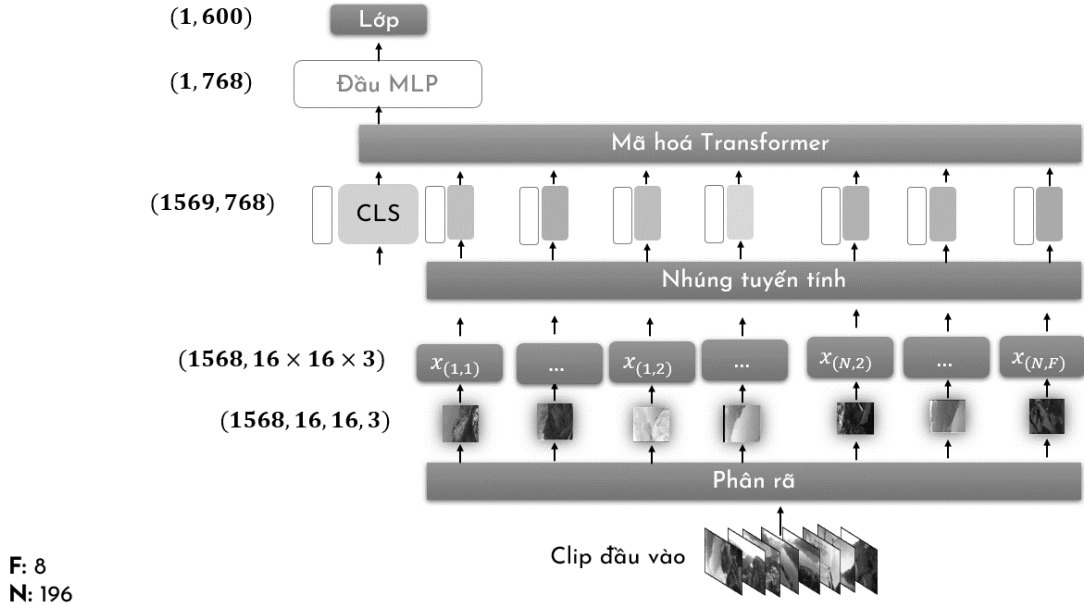 (1, 600)
Lớp
(1, 768)
Đầu MLP
Mã hoá Transformer
(1569, 768)
CLS
Nhúng tuyến tính
(1568, 16 × 16 × 3)
x(1,1)
...
x(1,2)
...
x(N,2)
...
x(N,F)
(1568, 16, 16, 3)
Phân rã
Clip đầu vào
F: 8
N: 196